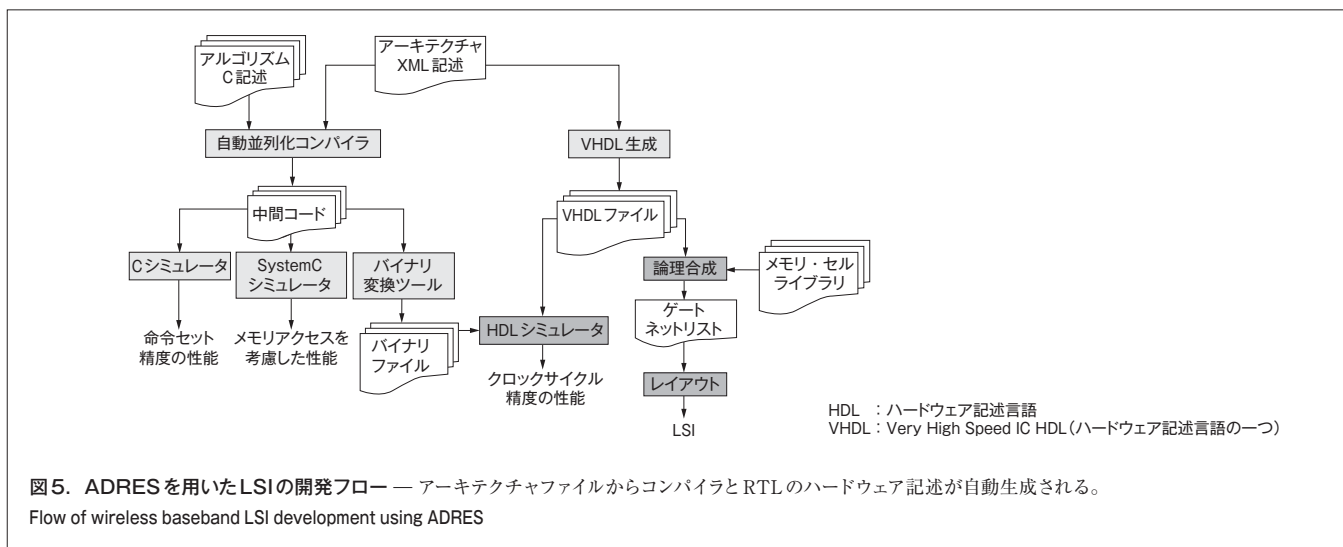 アルゴリズム
C記述
アーキテクチャ
XML記述
自動並列化コンパイラ
VHDL生成
中間コード
VHDLファイル
Cシミュレータ
SystemC
シミュレータ
バイナリ
変換ツール
論理合成
メモリ・セル
ライブラリ
命令セット
精度の性能
メモリアクセスを
考慮した性能
バイナリ
ファイル
HDLシミュレータ
ゲート
ネットリスト
クロックサイクル
精度の性能
レイアウト
LSI
HDL :ハードウェア記述言語
VHDL:Very High Speed IC HDL(ハードウェア記述言語の一つ)
図5. ADRESを用いたLSIの開発フロー — アーキテクチャファイルからコンパイラとRTLのハードウェア記述が自動生成される。
Flow of wireless baseband LSI development using ADRES